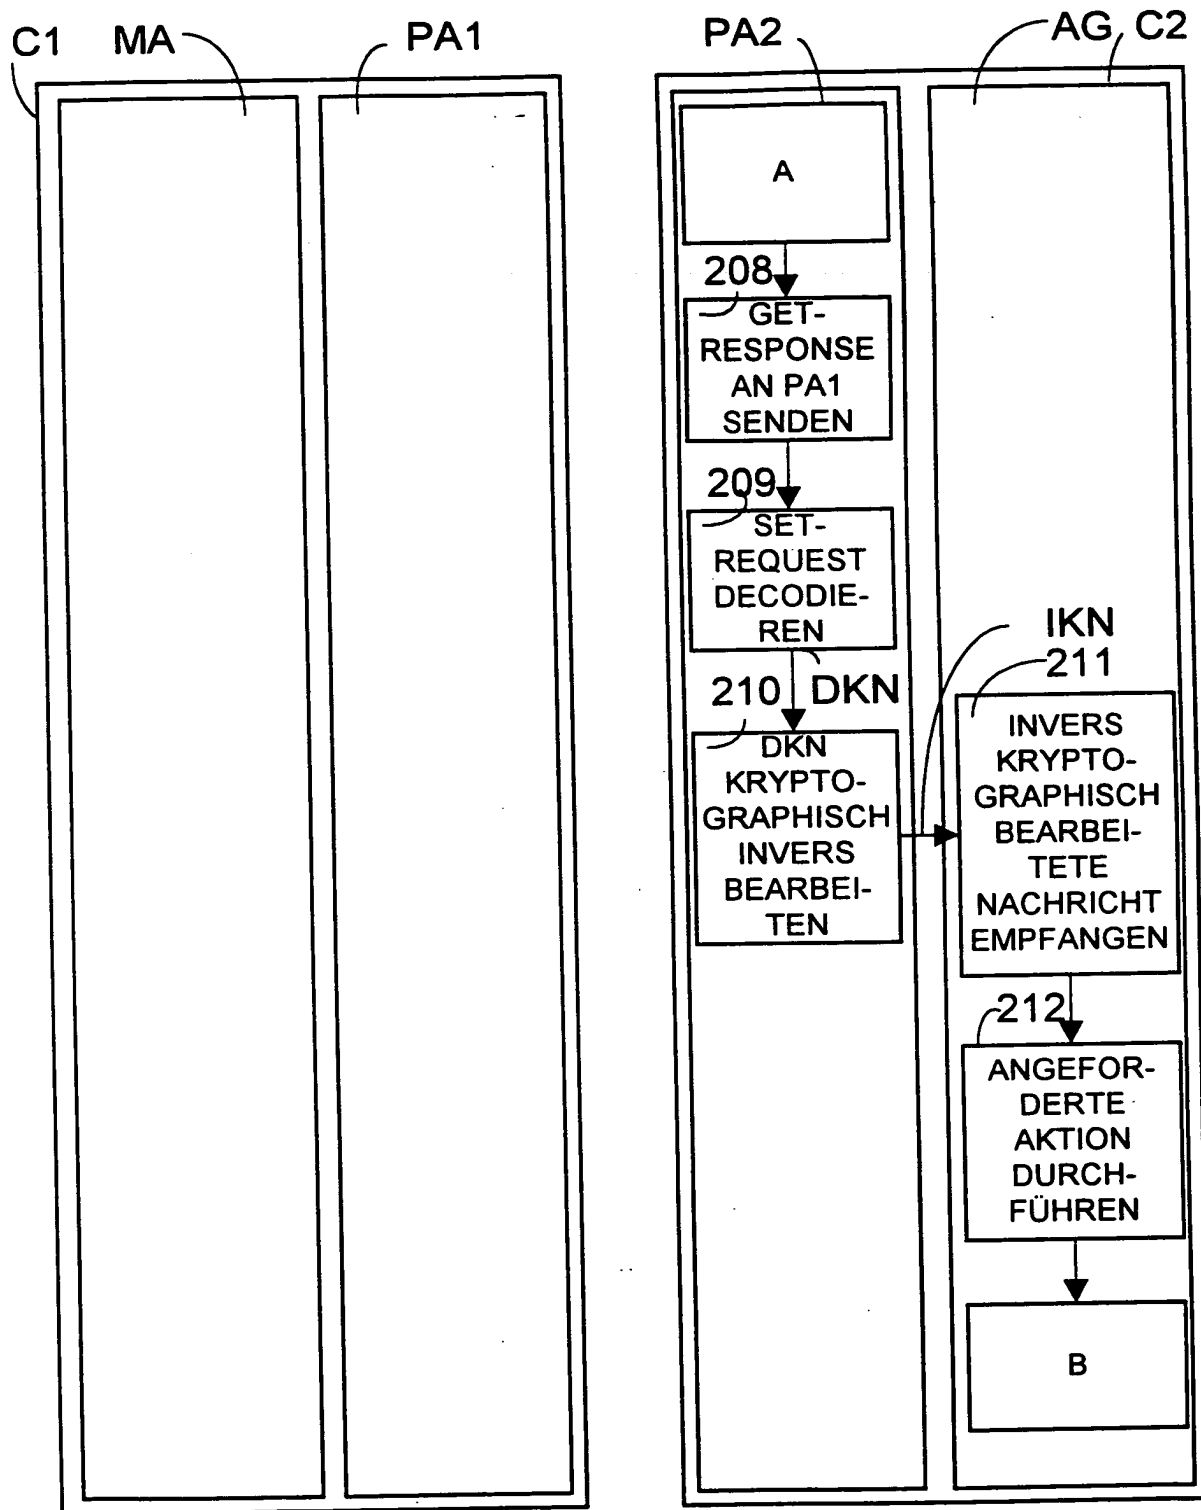 C1 MA PA1 PA2 AG C2
A
208
GET-
RESPONSE
AN PA1
SENDEN
209
SET-
REQUEST
DECODIE-
REN
DKN
210
DKN
KRYPTO-
GRAPHISCH
INVERS
BEARBEI-
TEN
IKN
211
INVERS
KRYPTO-
GRAPHISCH
BEARBEI-
TETE
NACHRICHT
EMPFANGEN
212
ANGEFOR-
DERTE
AKTION
DURCH-
FÜHREN
B